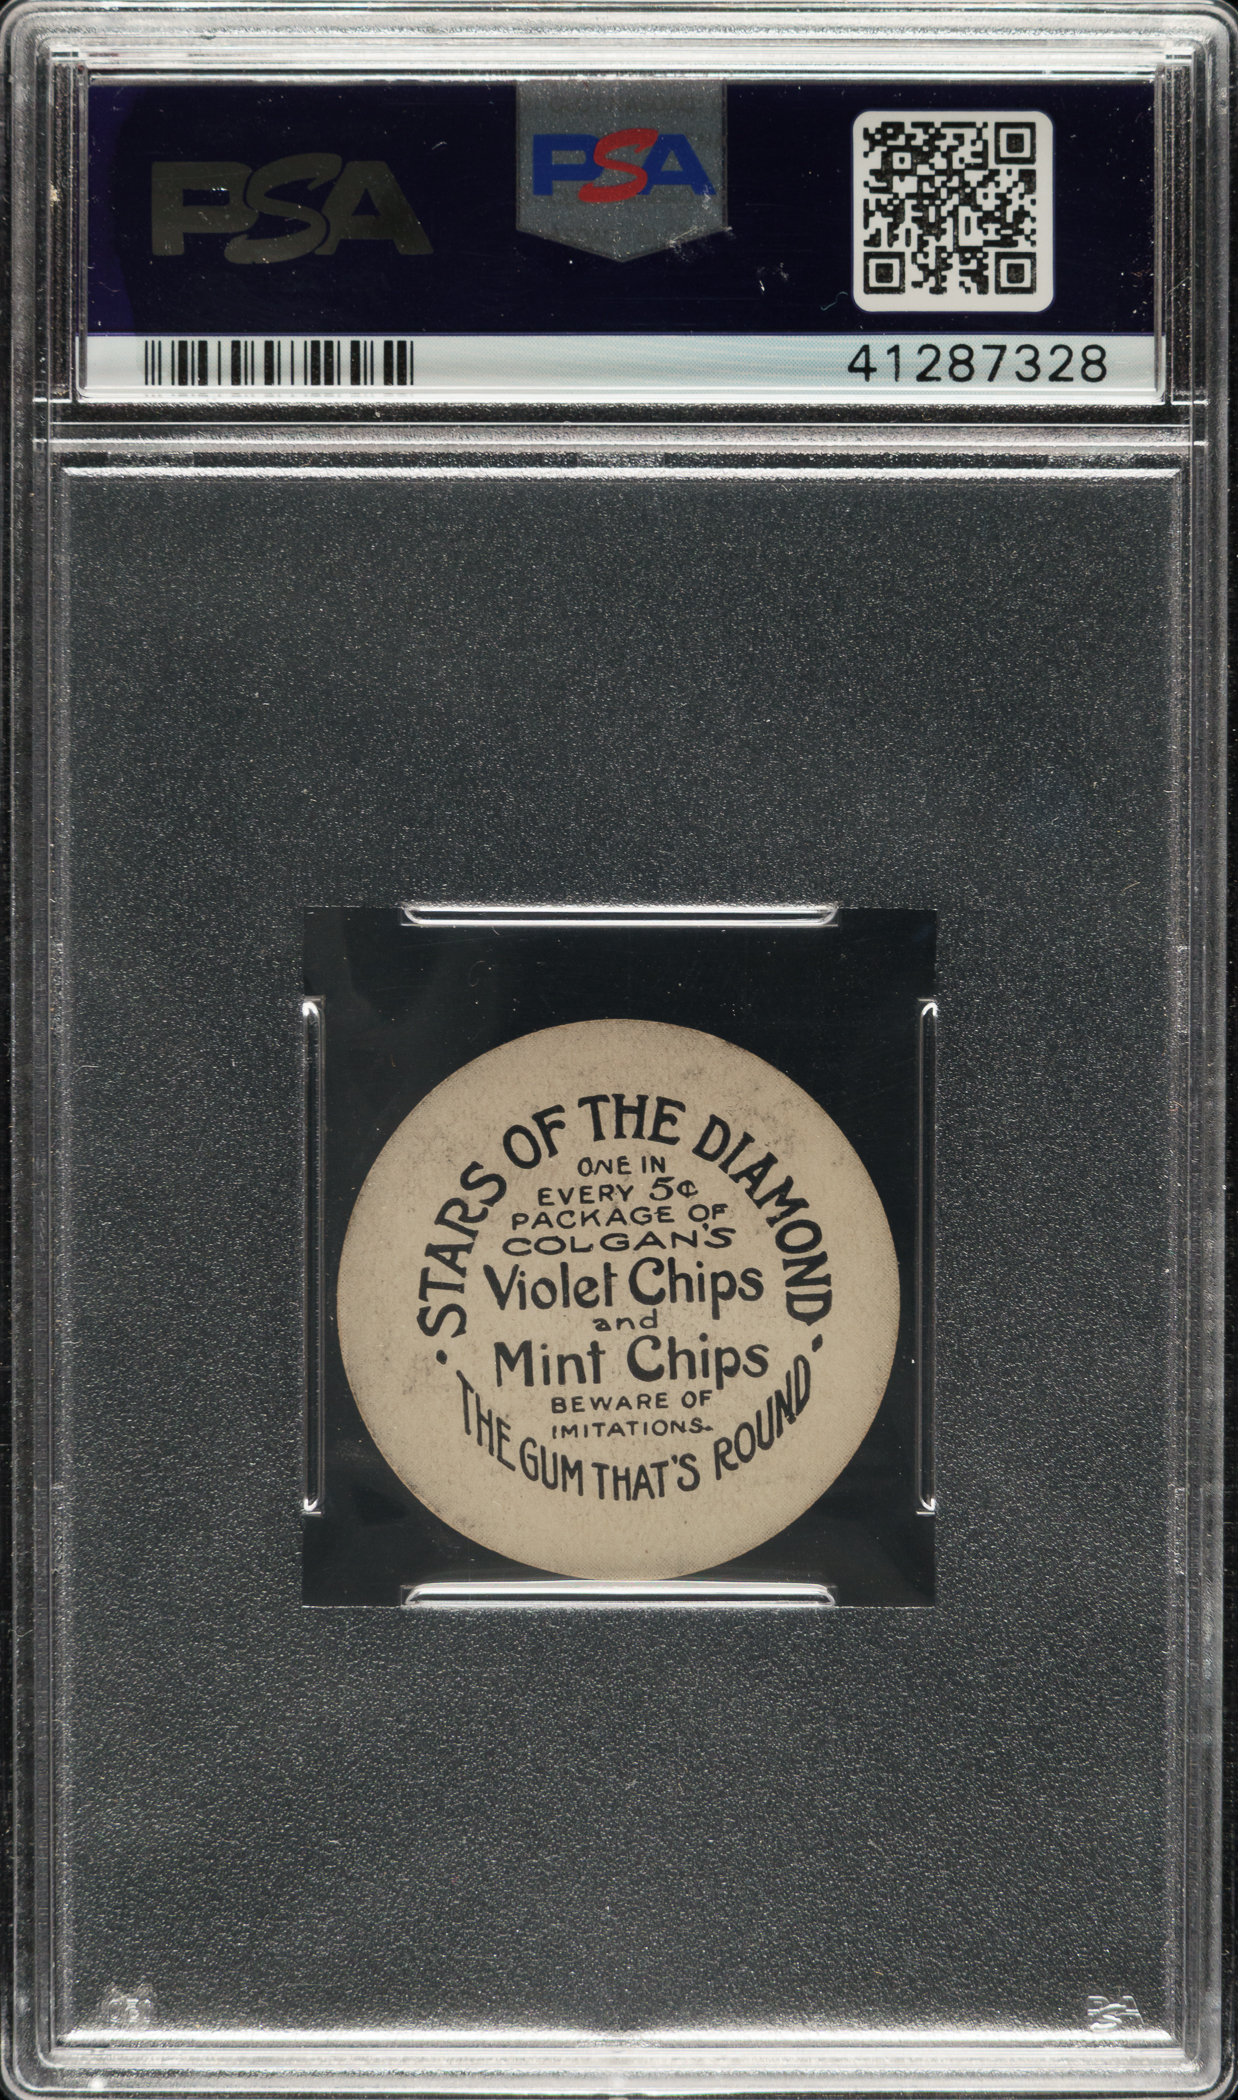 PSA
PSA
41287328
STARS OF THE DIAMOND
ONE IN
EVERY 5¢
PACKAGE OF
COLGAN'S
Violet Chips
and
Mint Chips
BEWARE OF
IMITATIONS.
THE GUM THAT'S ROUND
PSA